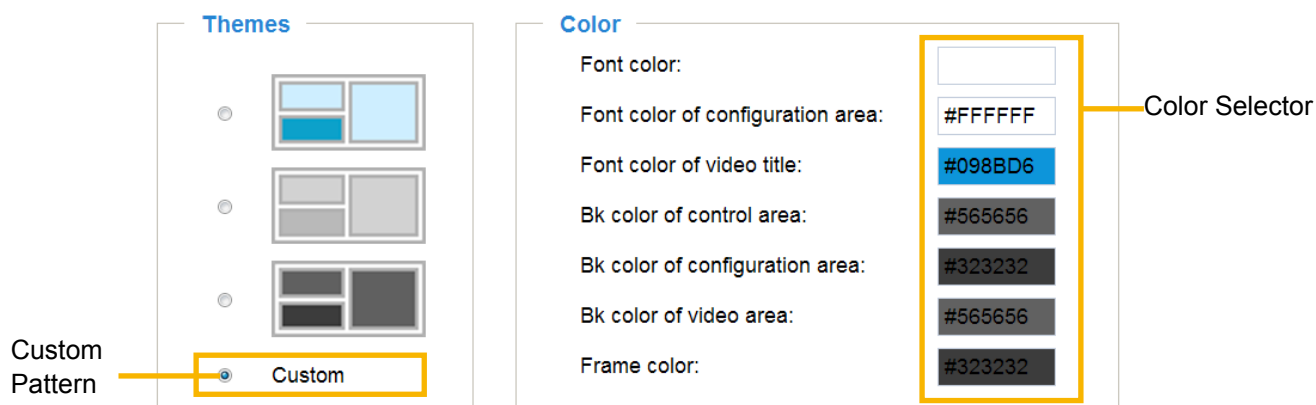 Themes
Custom
Custom
Pattern
Color
Font color:
Font color of configuration area: #FFFFFF
Font color of video title: #098BD6
Bk color of control area: #565656
Bk color of configuration area: #323232
Bk color of video area: #565656
Frame color: #323232
Color Selector